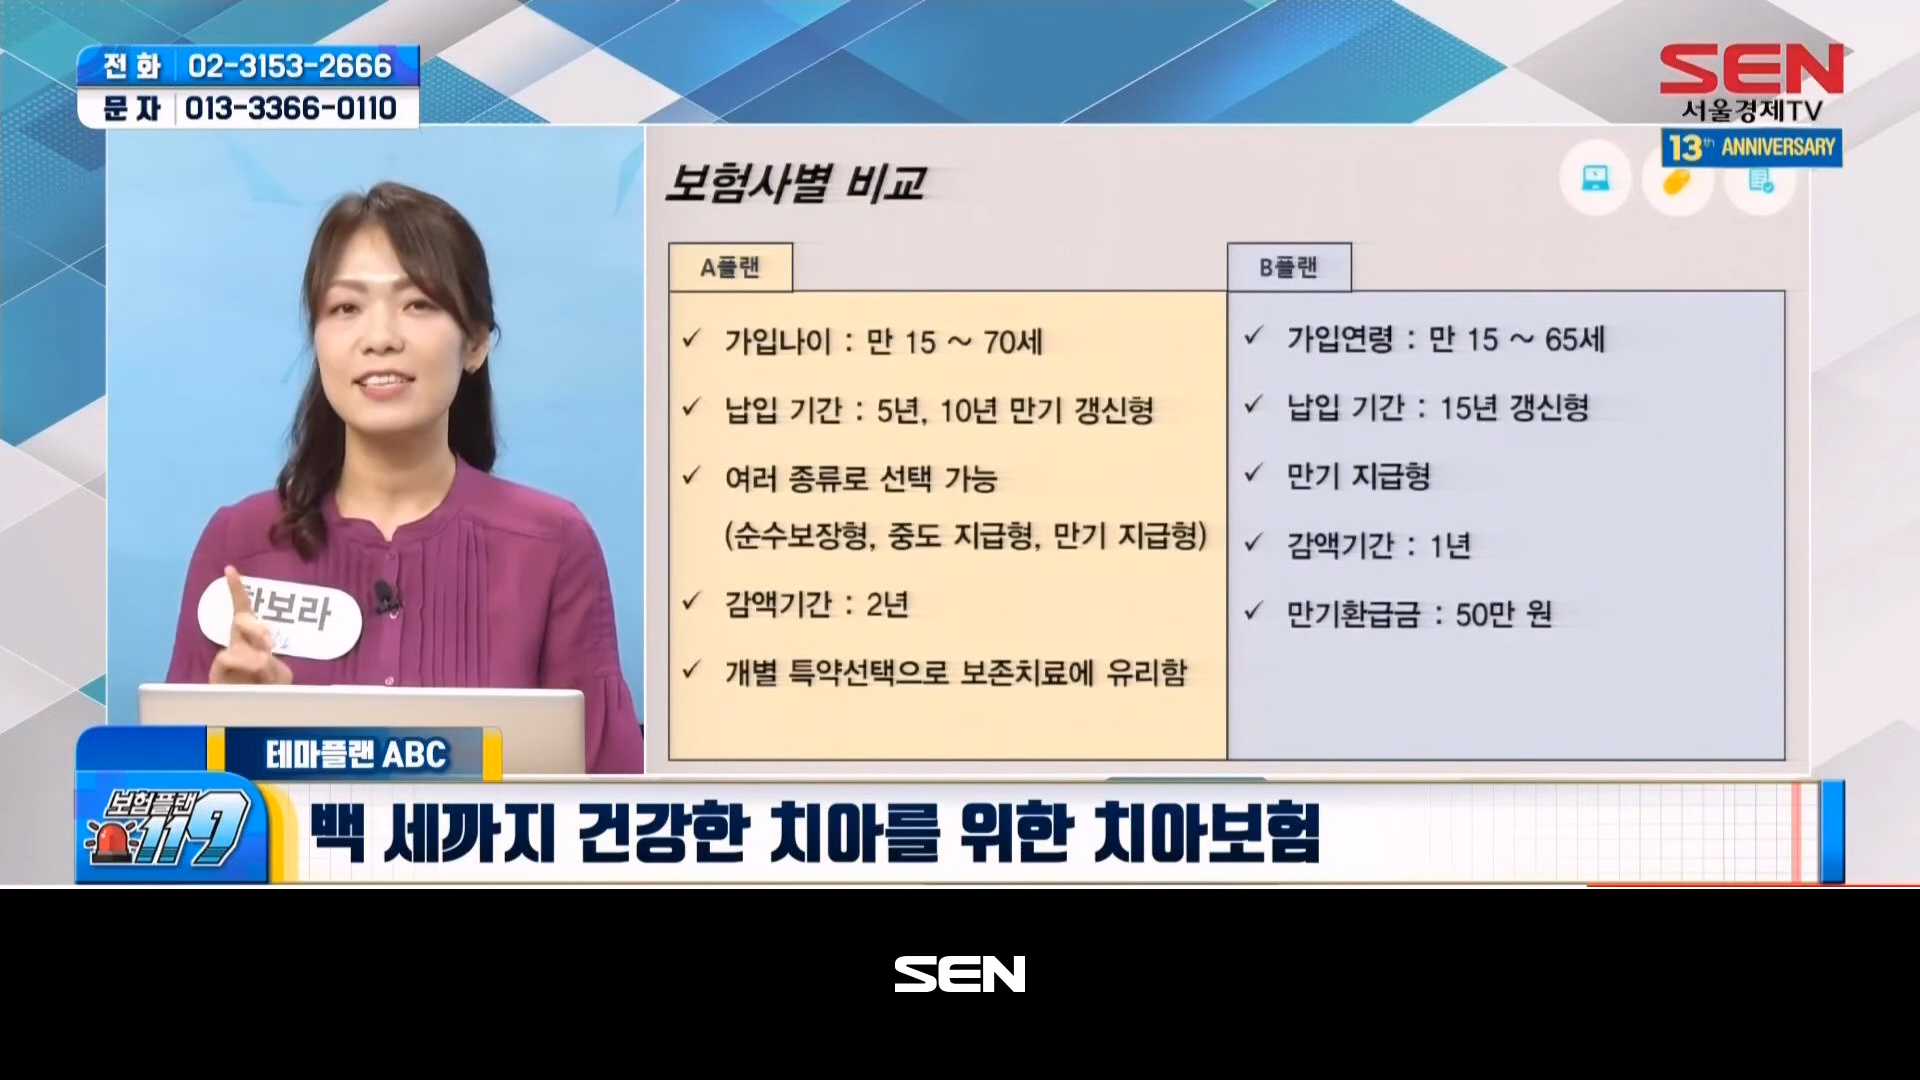 전화 02-3153-2666
문자 013-3366-0110
SEN
서울경제TV
13th ANNIVERSARY
보험사별 비교
A플랜
✓ 가입나이 : 만 15 ~ 70세
✓ 납입 기간 : 5년, 10년 만기 갱신형
✓ 여러 종류로 선택 가능
(순수보장형, 중도 지급형, 만기 지급형)
✓ 감액기간 : 2년
✓ 개별 특약선택으로 보존치료에 유리함
B플랜
✓ 가입연령 : 만 15 ~ 65세
✓ 납입 기간 : 15년 갱신형
✓ 만기 지급형
✓ 감액기간 : 1년
✓ 만기환급금 : 50만 원
테마플랜 ABC
보험플랜
119
백 세까지 건강한 치아를 위한 치아보험
SEN